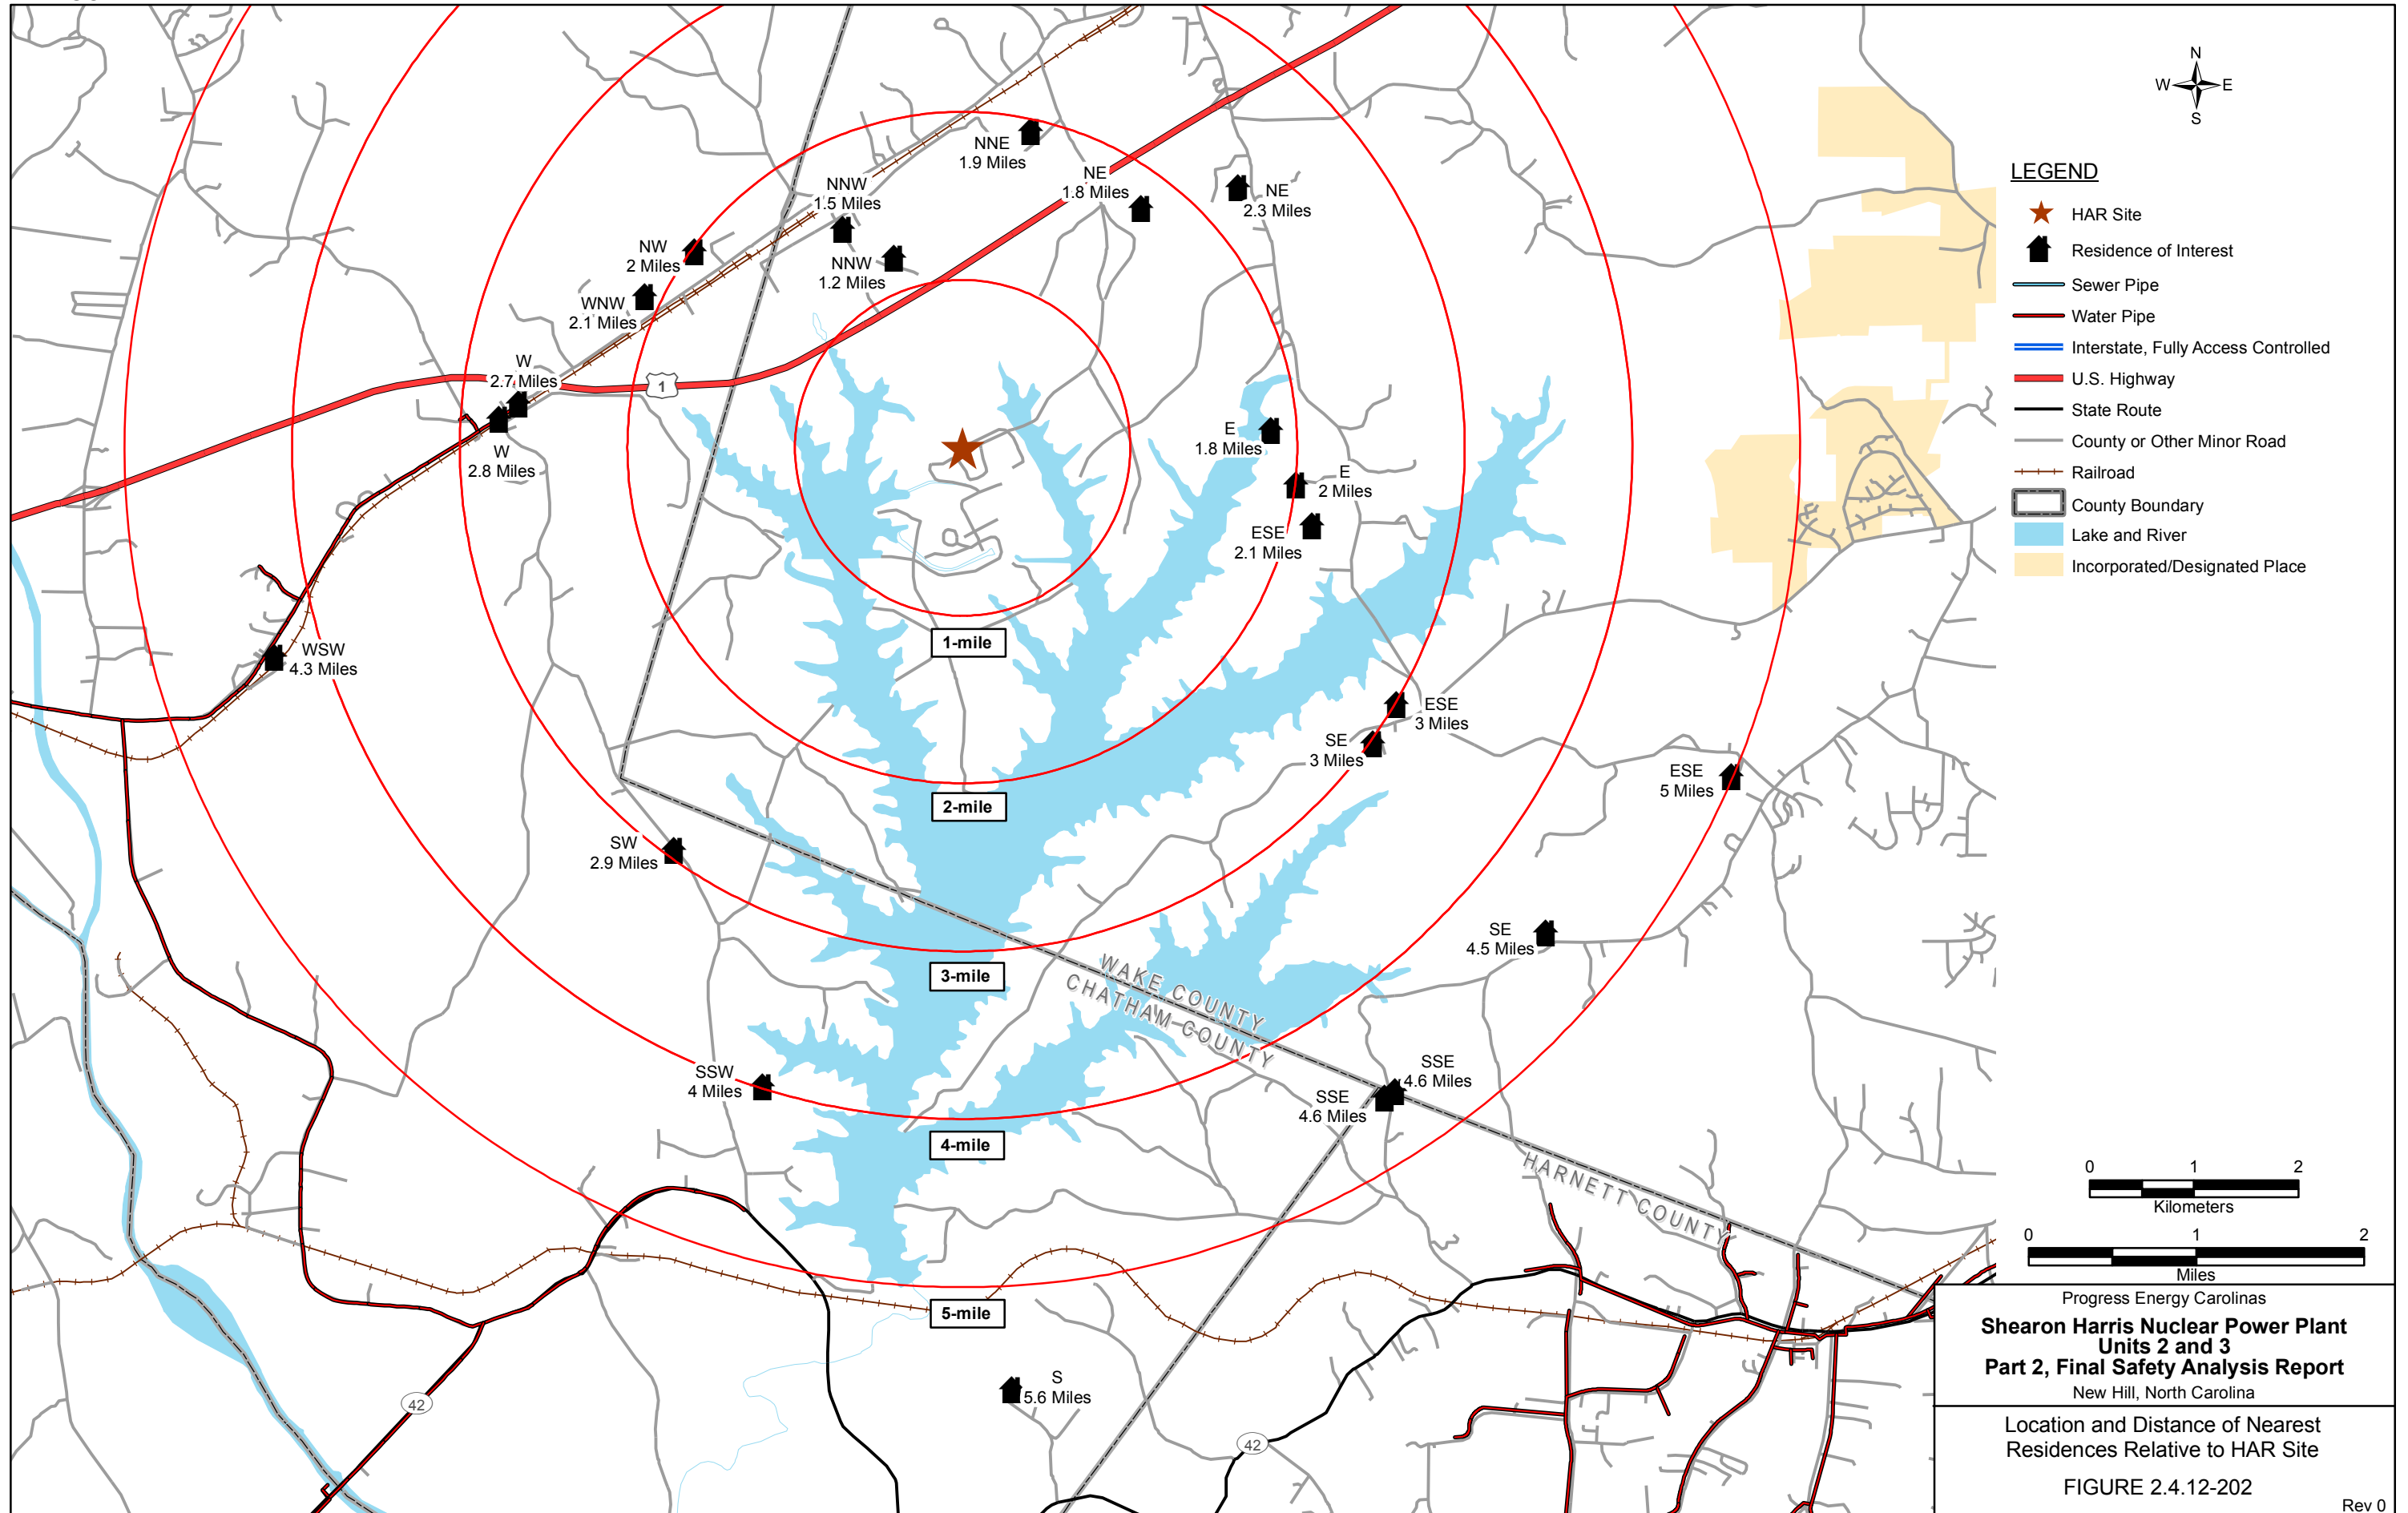 NNE
1.9 Miles
NE
1.8 Miles
NE
2.3 Miles
NNW
1.5 Miles
NNW
1.2 Miles
NW
2 Miles
WNW
2.1 Miles
W
2.7 Miles
W
2.8 Miles
1
E
1.8 Miles
E
2 Miles
ESE
2.1 Miles
WSW
4.3 Miles
1-mile
ESE
3 Miles
SE
3 Miles
ESE
5 Miles
2-mile
SW
2.9 Miles
SE
4.5 Miles
3-mile
WAKE COUNTY
CHATHAM COUNTY
SSW
4 Miles
SSE
4.6 Miles
SSE
4.6 Miles
4-mile
HARNETT COUNTY
5-mile
S
5.6 Miles
42
42
N
W E
S
LEGEND
HAR Site
Residence of Interest
Sewer Pipe
Water Pipe
Interstate, Fully Access Controlled
U.S. Highway
State Route
County or Other Minor Road
Railroad
County Boundary
Lake and River
Incorporated/Designated Place
0 1 2
Kilometers
0 1 2
Miles
Progress Energy Carolinas
Shearon Harris Nuclear Power Plant
Units 2 and 3
Part 2, Final Safety Analysis Report
New Hill, North Carolina
Location and Distance of Nearest
Residences Relative to HAR Site
FIGURE 2.4.12-202
Rev 0